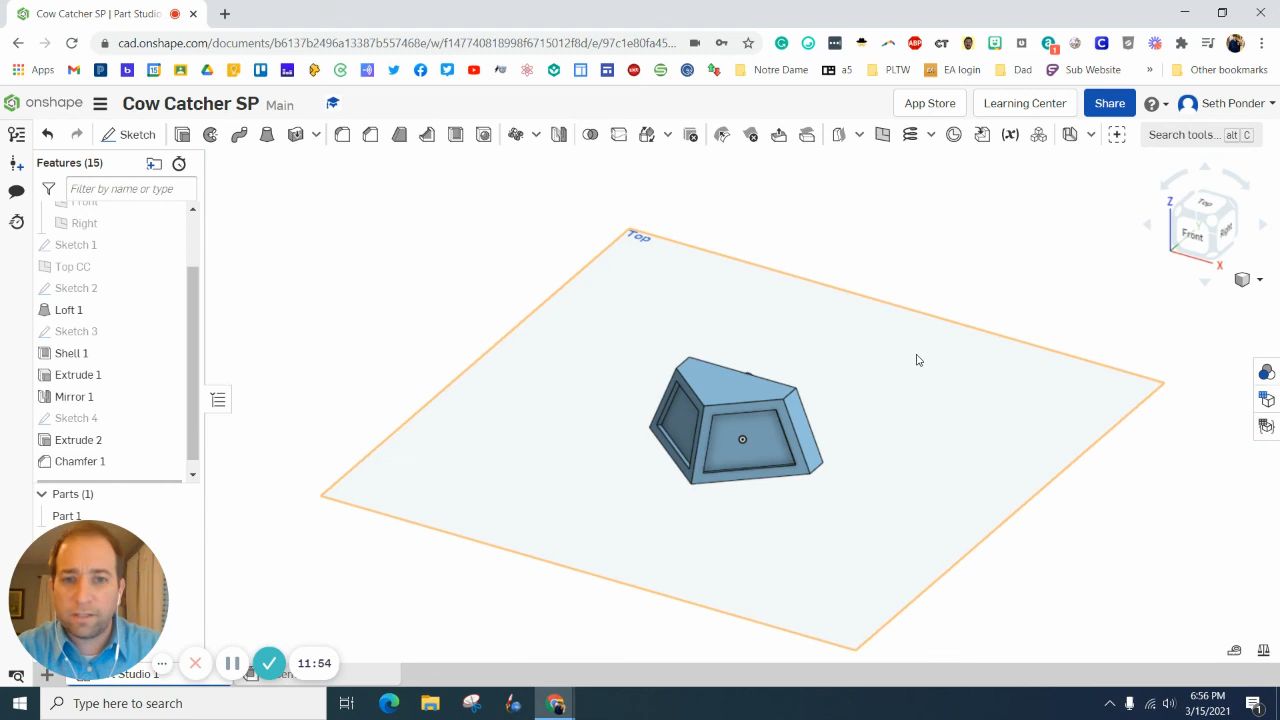 Cow Catcher SP | Part Studio
cad.onshape.com/documents/b6137b2496a13387b557468e/w/f147740818998f6715012f8d/e/97c1e80fa45...
Apps
Notre Dame
a5
PLTW
EA login
Dad
Sub Website
»
Other bookmarks
onshape
Cow Catcher SP Main
App Store
Learning Center
Share
Seth Ponder
Sketch
(x)
Search tools... alt C
Features (15)
Filter by name or type
Front
Right
Sketch 1
Top CC
Sketch 2
Loft 1
Sketch 3
Shell 1
Extrude 1
Mirror 1
Sketch 4
Extrude 2
Chamfer 1
Parts (1)
Part 1
Top
Z
Top
Front
Right
X
11:54
Type here to search
6:56 PM
3/15/2021